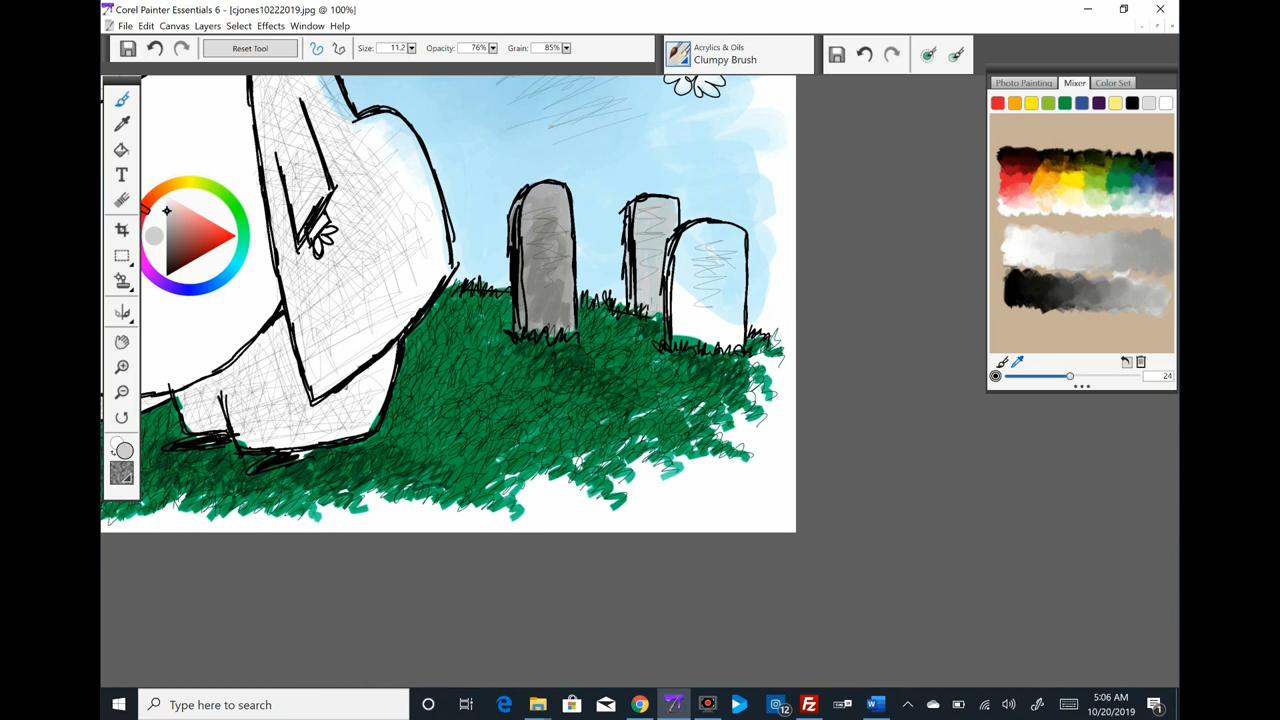 Corel Painter Essentials 6 - [cjones10222019.jpg @ 100%]
File Edit Canvas Layers Select Effects Window Help
Reset Tool
Size: 11.2
Opacity: 76%
Grain: 85%
Acrylics & Oils
Clumpy Brush
Photo Painting Mixer Color Set
24
Type here to search
12
5:06 AM
10/20/2019